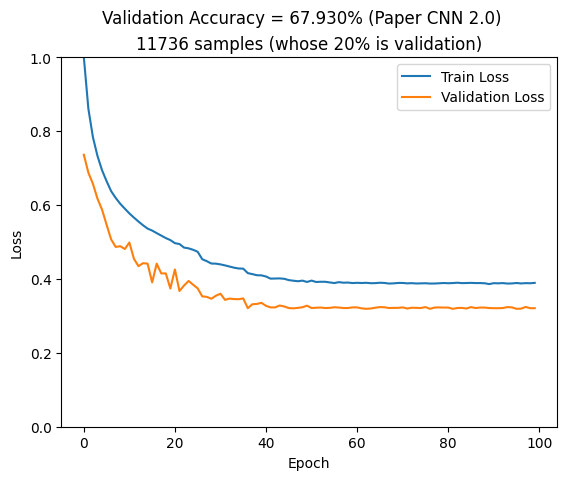 Validation Accuracy = 67.930% (Paper CNN 2.0)
11736 samples (whose 20% is validation)
Train Loss
Validation Loss
Loss
1.0
0.8
0.6
0.4
0.2
0.0
0 20 40 60 80 100
Epoch